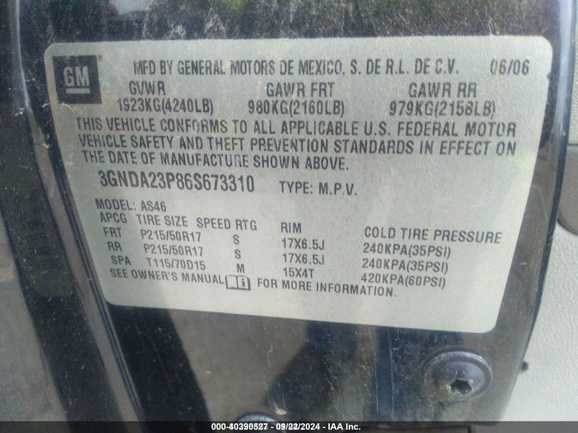 GM
MFD BY GENERAL MOTORS DE MEXICO, S. DE R.L. DE C.V. 06/06
GVWR GAWR FRT GAWR RR
1923KG(4240LB) 980KG(2160LB) 979KG(2158LB)
THIS VEHICLE CONFORMS TO ALL APPLICABLE U.S. FEDERAL MOTOR
VEHICLE SAFETY AND THEFT PREVENTION STANDARDS IN EFFECT ON
THE DATE OF MANUFACTURE SHOWN ABOVE.
3GNDA23P86S673310 TYPE: M.P.V.
MODEL: AS46
APCG TIRE SIZE SPEED RTG RIM COLD TIRE PRESSURE
FRT P215/50R17 S 17X6.5J 240KPA(35PSI)
RR P215/50R17 S 17X6.5J 240KPA(35PSI)
SPA T115/70D15 M 15X4T 420KPA(60PSI)
SEE OWNER'S MANUAL FOR MORE INFORMATION.
000-40390527 - 09/22/2024 - IAA Inc.